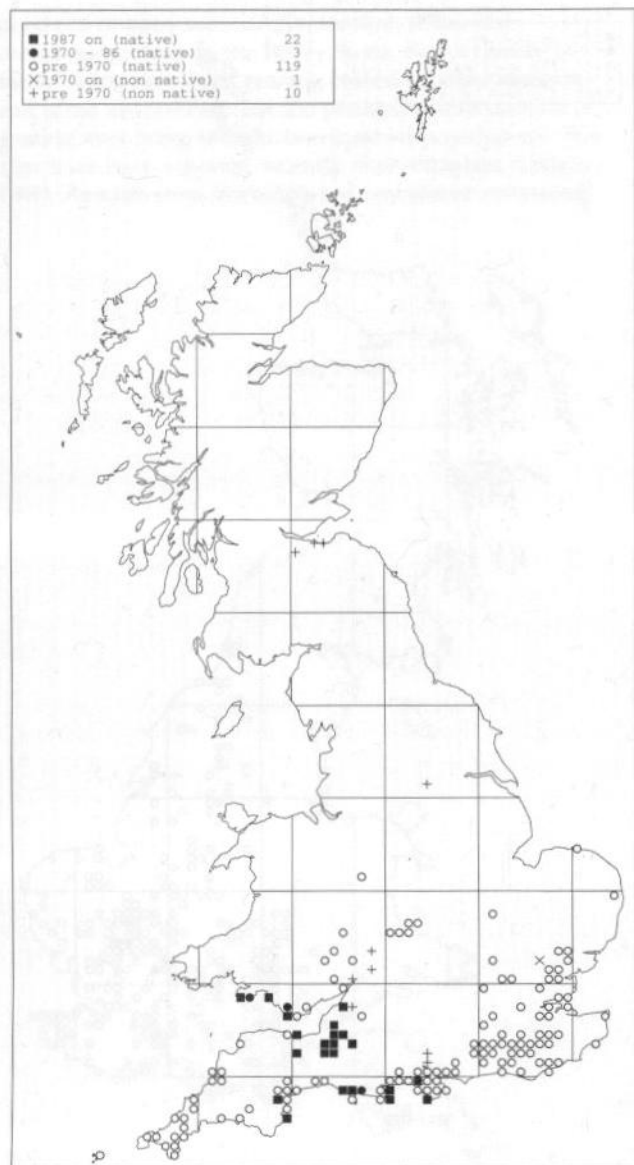 ■ 1987 on (native) 22
● 1970 - 86 (native) 3
○ pre 1970 (native) 119
× 1970 on (non native) 1
+ pre 1970 (non native) 10